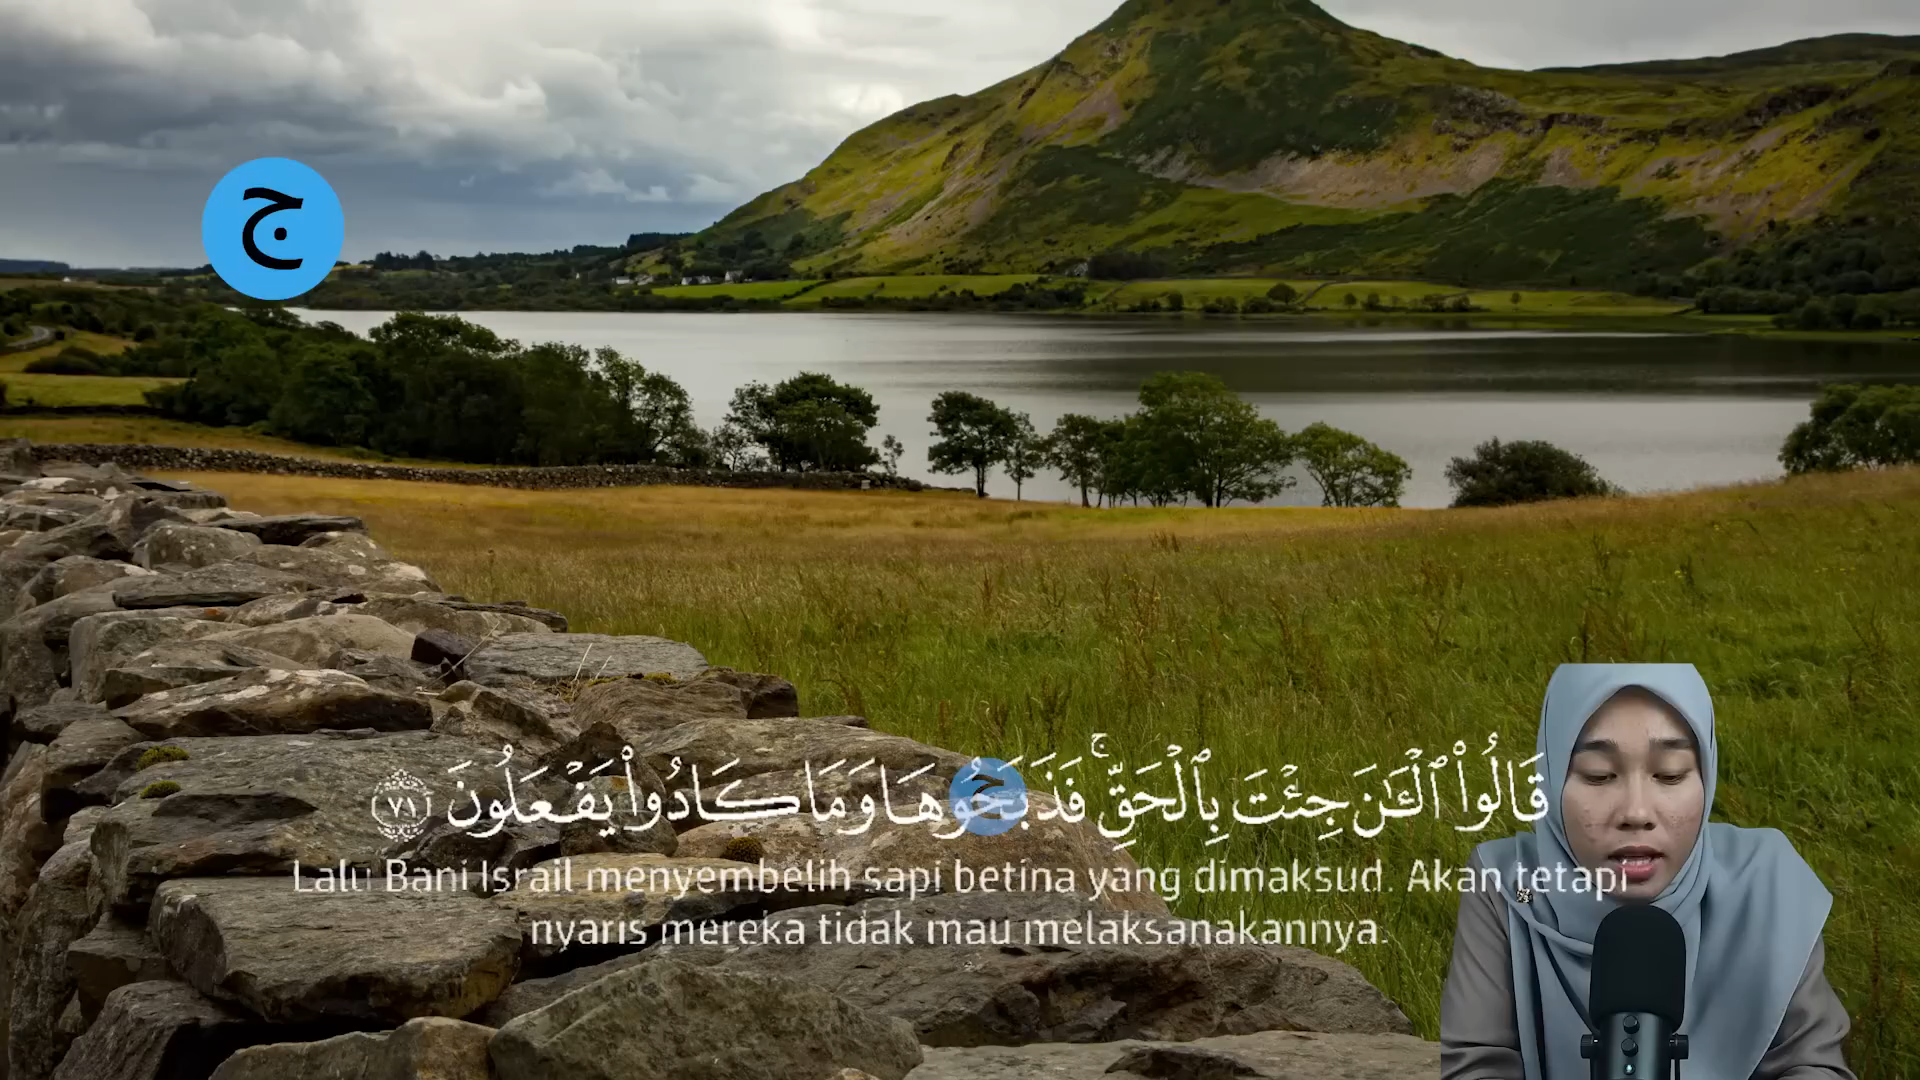 ج
قَالُوا۟ ٱلْـَٰٔنَ جِئْتَ بِٱلْحَقِّ ۚ فَذَبَحُوهَا وَمَا كَادُوا۟ يَفْعَلُونَ ٧١
Lalu Bani Israil menyembelih sapi betina yang dimaksud. Akan tetapi
nyaris mereka tidak mau melaksanakannya.